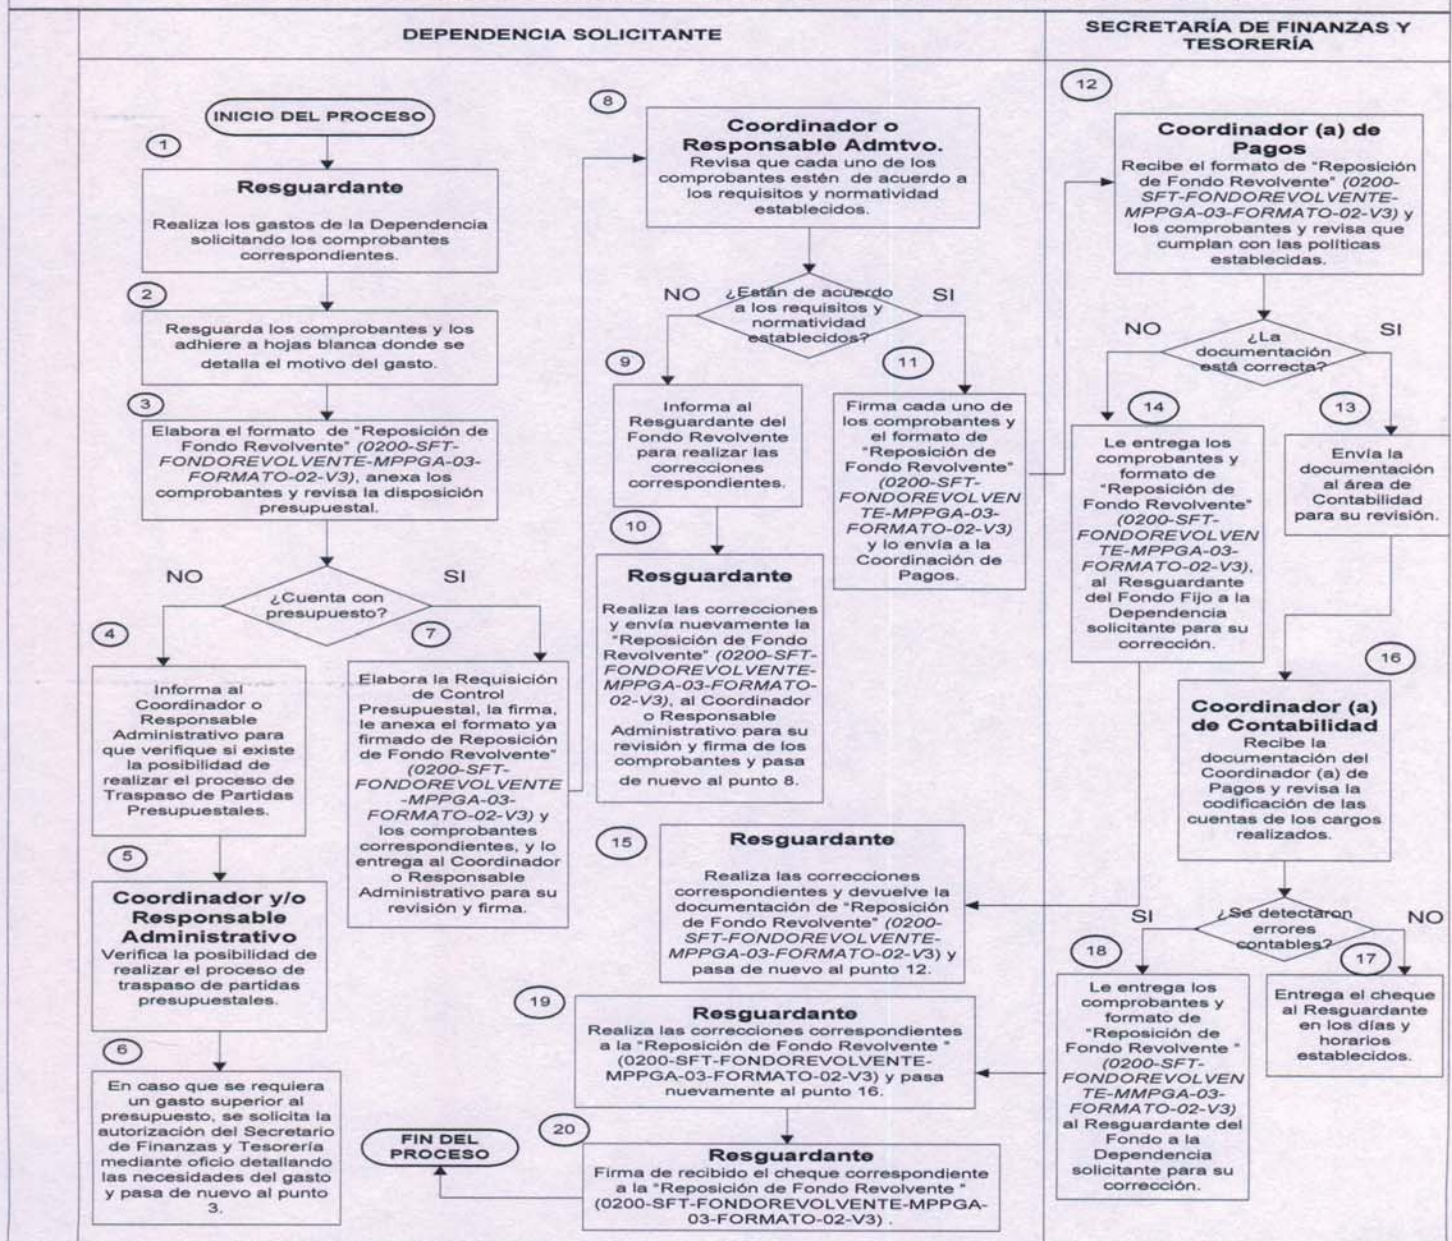 DEPENDENCIA SOLICITANTE
SECRETARÍA DE FINANZAS Y
TESORERÍA
INICIO DEL PROCESO
1
Resguardante
Realiza los gastos de la Dependencia
solicitando los comprobantes
correspondientes.
2
Resguarda los comprobantes y los
adhiere a hojas blanca donde se
detalla el motivo del gasto.
3
Elabora el formato de “Reposición de
Fondo Revolvente” (0200-SFT-
FONDOREVOLVENTE-MPPGA-03-
FORMATO-02-V3), anexa los
comprobantes y revisa la disposición
presupuestal.
NO
SI
¿Cuenta con
presupuesto?
4
Informa al
Coordinador o
Responsable
Administrativo para
que verifique si existe
la posibilidad de
realizar el proceso de
Traspaso de Partidas
Presupuestales.
5
Coordinador y/o
Responsable
Administrativo
Verifica la posibilidad de
realizar el proceso de
traspaso de partidas
presupuestales.
6
En caso que se requiera
un gasto superior al
presupuesto, se solicita la
autorización del Secretario
de Finanzas y Tesorería
mediante oficio detallando
las necesidades del gasto
y pasa de nuevo al punto
3.
7
Elabora la Requisición
de Control
Presupuestal, la firma,
le anexa el formato ya
firmado de Reposición
de Fondo Revolvente”
(0200-SFT-
FONDOREVOLVENTE
-MPPGA-03-
FORMATO-02-V3) y
los comprobantes
correspondientes, y lo
entrega al Coordinador
o Responsable
Administrativo para su
revisión y firma.
8
Coordinador o
Responsable Admtvo.
Revisa que cada uno de los
comprobantes estén de acuerdo a
los requisitos y normatividad
establecidos.
NO
SI
¿Están de acuerdo
a los requisitos y
normatividad
establecidos?
9
Informa al
Resguardante del
Fondo Revolvente
para realizar las
correcciones
correspondientes.
10
Resguardante
Realiza las correcciones
y envía nuevamente la
“Reposición de Fondo
Revolvente” (0200-SFT-
FONDOREVOLVENTE-
MPPGA-03-FORMATO-
02-V3), al Coordinador
o Responsable
Administrativo para su
revisión y firma de los
comprobantes y pasa
de nuevo al punto 8.
11
Firma cada uno de
los comprobantes y
el formato de
“Reposición de
Fondo Revolvente”
(0200-SFT-
FONDOREVOLVEN
TE-MPPGA-03-
FORMATO-02-V3)
y lo envía a la
Coordinación de
Pagos.
12
Coordinador (a) de
Pagos
Recibe el formato de “Reposición
de Fondo Revolvente” (0200-
SFT-FONDOREVOLVENTE-
MPPGA-03-FORMATO-02-V3) y
los comprobantes y revisa que
cumplan con las políticas
establecidas.
NO
SI
¿La
documentación
está correcta?
14
Le entrega los
comprobantes y
formato de
“Reposición de
Fondo Revolvente”
(0200-SFT-
FONDOREVOLVEN
TE-MPPGA-03-
FORMATO-02-V3),
al Resguardante
del Fondo Fijo a la
Dependencia
solicitante para su
corrección.
13
Envía la
documentación
al área de
Contabilidad
para su revisión.
16
Coordinador (a)
de Contabilidad
Recibe la
documentación del
Coordinador (a) de
Pagos y revisa la
codificación de las
cuentas de los cargos
realizados.
15
Resguardante
Realiza las correcciones
correspondientes y devuelve la
documentación de “Reposición
de Fondo Revolvente” (0200-
SFT-FONDOREVOLVENTE-
MPPGA-03-FORMATO-02-V3) y
pasa de nuevo al punto 12.
SI
NO
¿Se detectaron
errores
contables?
18
Le entrega los
comprobantes y
formato de
“Reposición de
Fondo Revolvente ”
(0200-SFT-
FONDOREVOLVEN
TE-MMPGA-03-
FORMATO-02-V3)
al Resguardante del
Fondo a la
Dependencia
solicitante para su
corrección.
17
Entrega el cheque
al Resguardante
en los días y
horarios
establecidos.
19
Resguardante
Realiza las correcciones correspondientes
a la “Reposición de Fondo Revolvente ”
(0200-SFT-FONDOREVOLVENTE-
MPPGA-03-FORMATO-02-V3) y pasa
nuevamente al punto 16.
20
Resguardante
Firma de recibido el cheque correspondiente
a la “Reposición de Fondo Revolvente ”
(0200-SFT-FONDOREVOLVENTE-MPPGA-
03-FORMATO-02-V3) .
FIN DEL
PROCESO